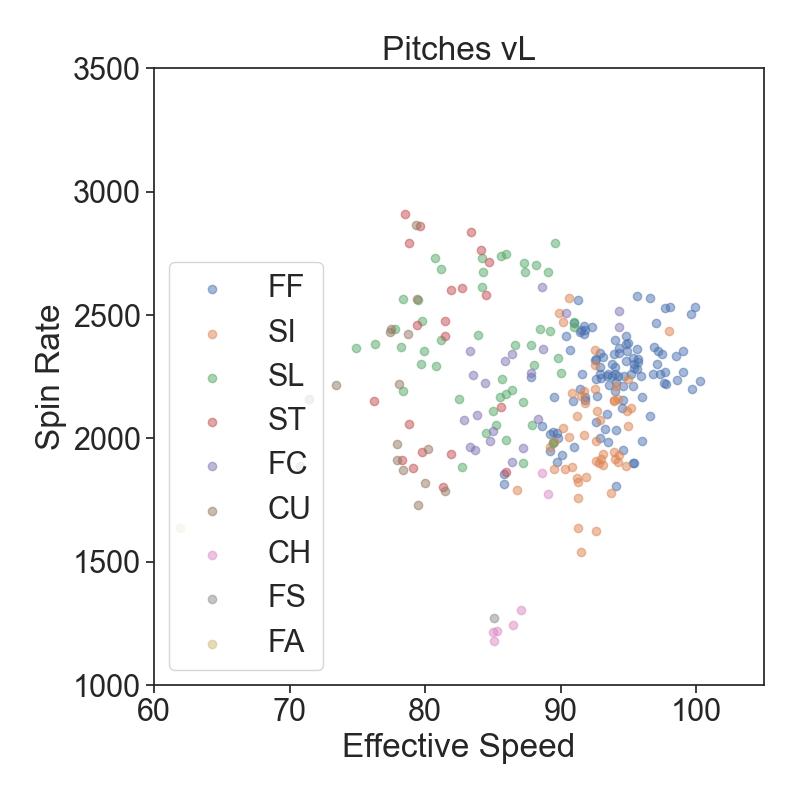 Pitches vL
3500
3000
2500
2000
1500
1000
Spin Rate
FF
SI
SL
ST
FC
CU
CH
FS
FA
60 70 80 90 100
Effective Speed